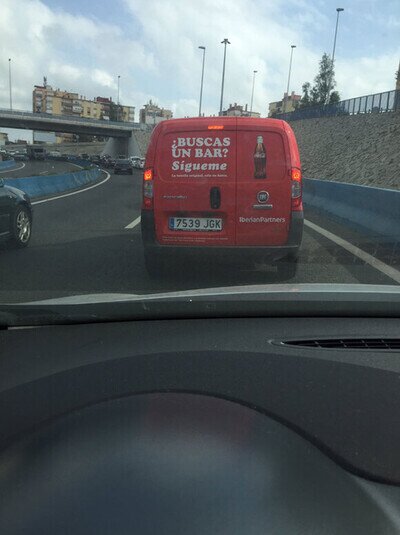 ¿BUSCAS
UN BAR?
Sígueme
7539 JGK
IberianPartners